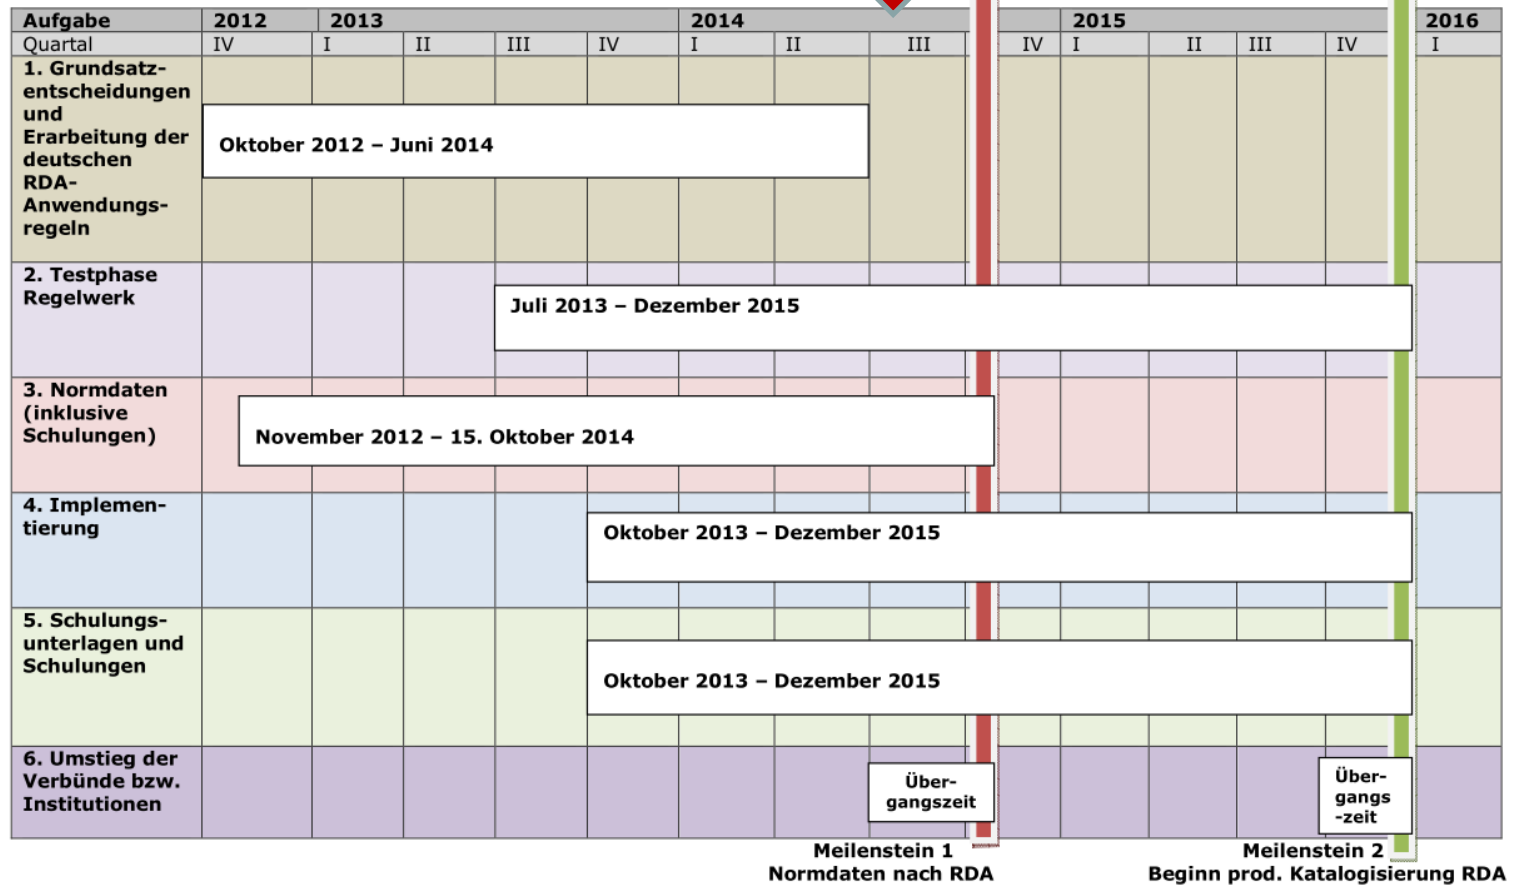 Aufgabe 2012 2013 2014 2015 2016
Quartal IV I II III IV I II III IV I II III IV I
1. Grundsatz-
entscheidungen
und
Erarbeitung der
deutschen
RDA-
Anwendungs-
regeln
Oktober 2012 – Juni 2014
2. Testphase
Regelwerk
Juli 2013 – Dezember 2015
3. Normdaten
(inklusive
Schulungen)
November 2012 – 15. Oktober 2014
4. Implemen-
tierung
Oktober 2013 – Dezember 2015
5. Schulungs-
unterlagen und
Schulungen
Oktober 2013 – Dezember 2015
6. Umstieg der
Verbünde bzw.
Institutionen
Über-
gangszeit
Über-
gangs
-zeit
Meilenstein 1
Normdaten nach RDA
Meilenstein 2
Beginn prod. Katalogisierung RDA